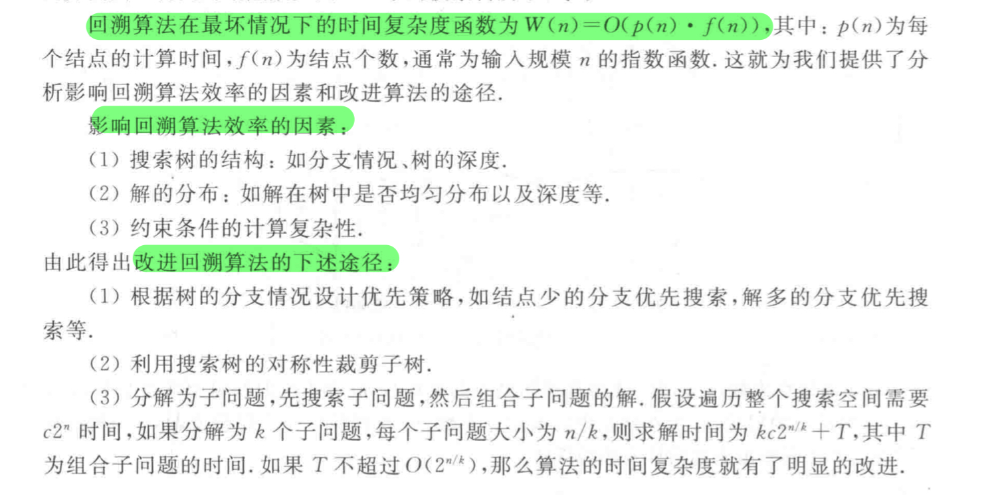 回溯算法在最坏情况下的时间复杂度函数为 W(n)=O(p(n)·f(n)),其中: p(n)为每
个结点的计算时间,f(n)为结点个数,通常为输入规模 n 的指数函数.这就为我们提供了分
析影响回溯算法效率的因素和改进算法的途径.
影响回溯算法效率的因素:
(1) 搜索树的结构: 如分支情况、树的深度.
(2) 解的分布: 如解在树中是否均匀分布以及深度等.
(3) 约束条件的计算复杂性.
由此得出改进回溯算法的下述途径:
(1) 根据树的分支情况设计优先策略,如结点少的分支优先搜索,解多的分支优先搜
索等.
(2) 利用搜索树的对称性裁剪子树.
(3) 分解为子问题,先搜索子问题,然后组合子问题的解.假设遍历整个搜索空间需要
c2ⁿ 时间,如果分解为 k 个子问题,每个子问题大小为 n/k,则求解时间为 kc2^{n/k}+T,其中 T
为组合子问题的时间.如果 T 不超过 O(2^{n/k}),那么算法的时间复杂度就有了明显的改进.